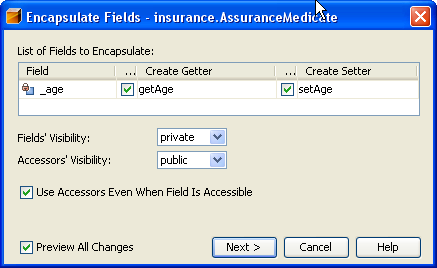 Encapsulate Fields - insurance.AssuranceMedicate
List of Fields to Encapsulate:
Field ... Create Getter ... Create Setter
_age getAge setAge
Fields' Visibility: private
Accessors' Visibility: public
Use Accessors Even When Field Is Accessible
Preview All Changes Next > Cancel Help